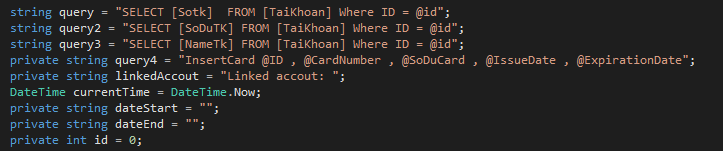 string query = "SELECT [Sotk]  FROM [TaiKhoan] Where ID = @id";
string query2 = "SELECT [SoDuTK] FROM [TaiKhoan] Where ID = @id";
string query3 = "SELECT [NameTk] FROM [TaiKhoan] Where ID = @id";
private string query4 = "InsertCard @ID , @CardNumber , @SoDuCard , @IssueDate , @ExpirationDate";
private string linkedAccout = "Linked accout: ";
DateTime currentTime = DateTime.Now;
private string dateStart = "";
private string dateEnd = "";
private int id = 0;